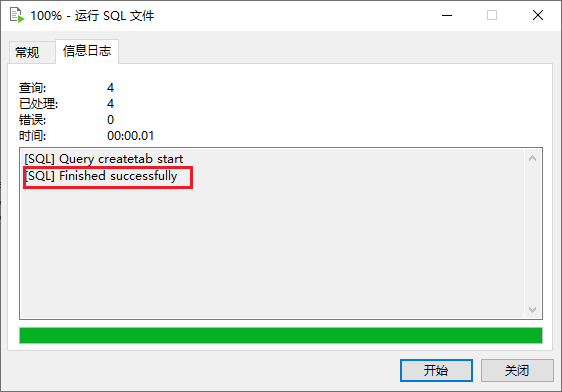 100% - 运行 SQL 文件
常规
信息日志
查询: 4
已处理: 4
错误: 0
时间: 00:00.01
[SQL] Query createtab start
[SQL] Finished successfully
开始
关闭